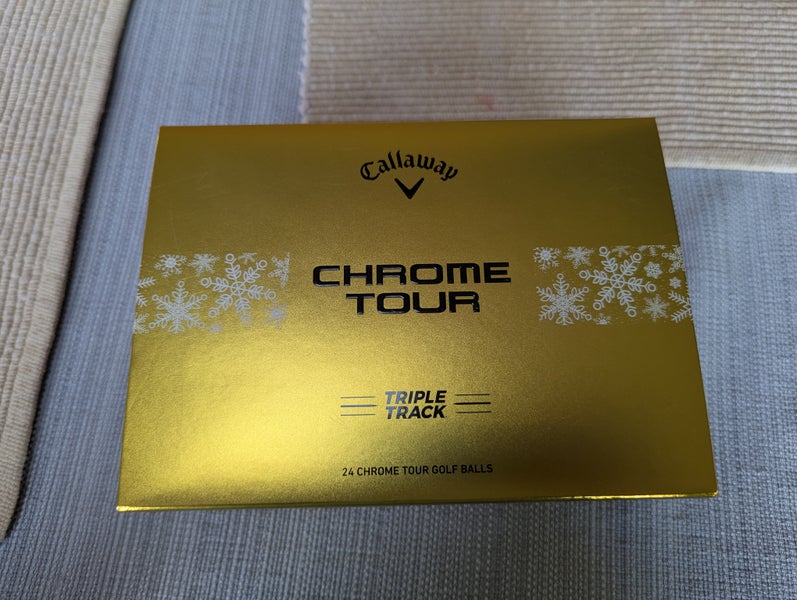 Callaway
CHROME
TOUR
TRIPLE
TRACK
24 CHROME TOUR GOLF BALLS